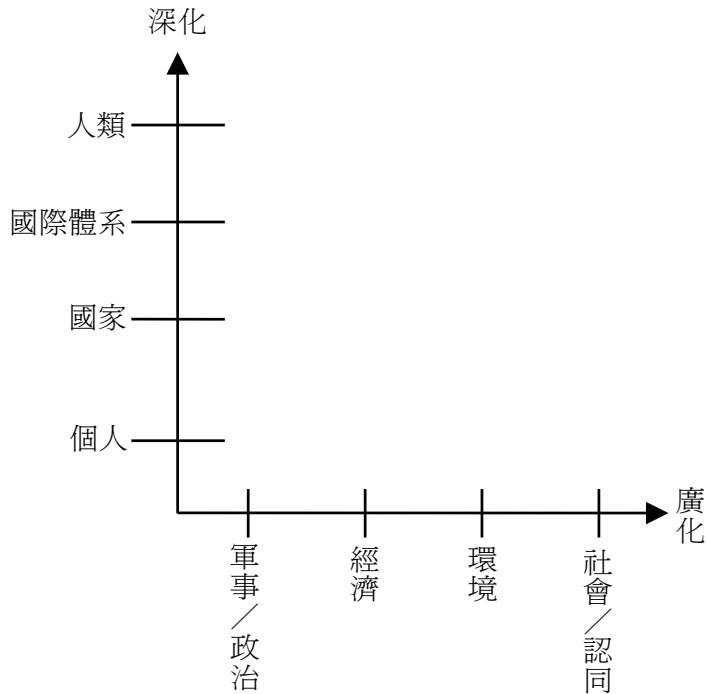 深化
人類
國際體系
國家
個人
廣化
軍事／政治
經濟
環境
社會／認同